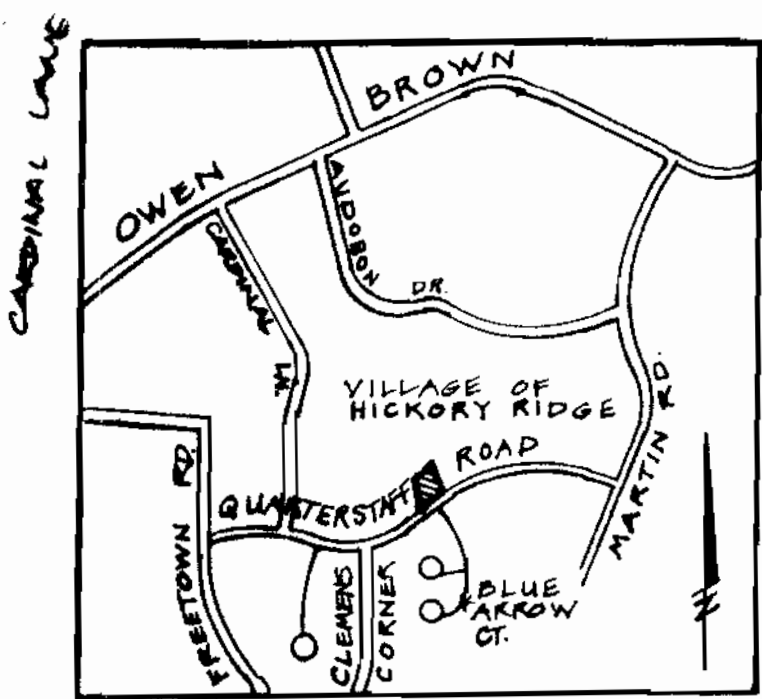 CARDINAL LANE
OWEN BROWN
AUDOBON
DR.
CARDINAL
LN.
VILLAGE OF
HICKORY RIDGE
QUARTERSTAFF ROAD
MARTIN RD.
FREETOWN RD.
CLEMENS
CORNER
BLUE
ARROW
CT.
N